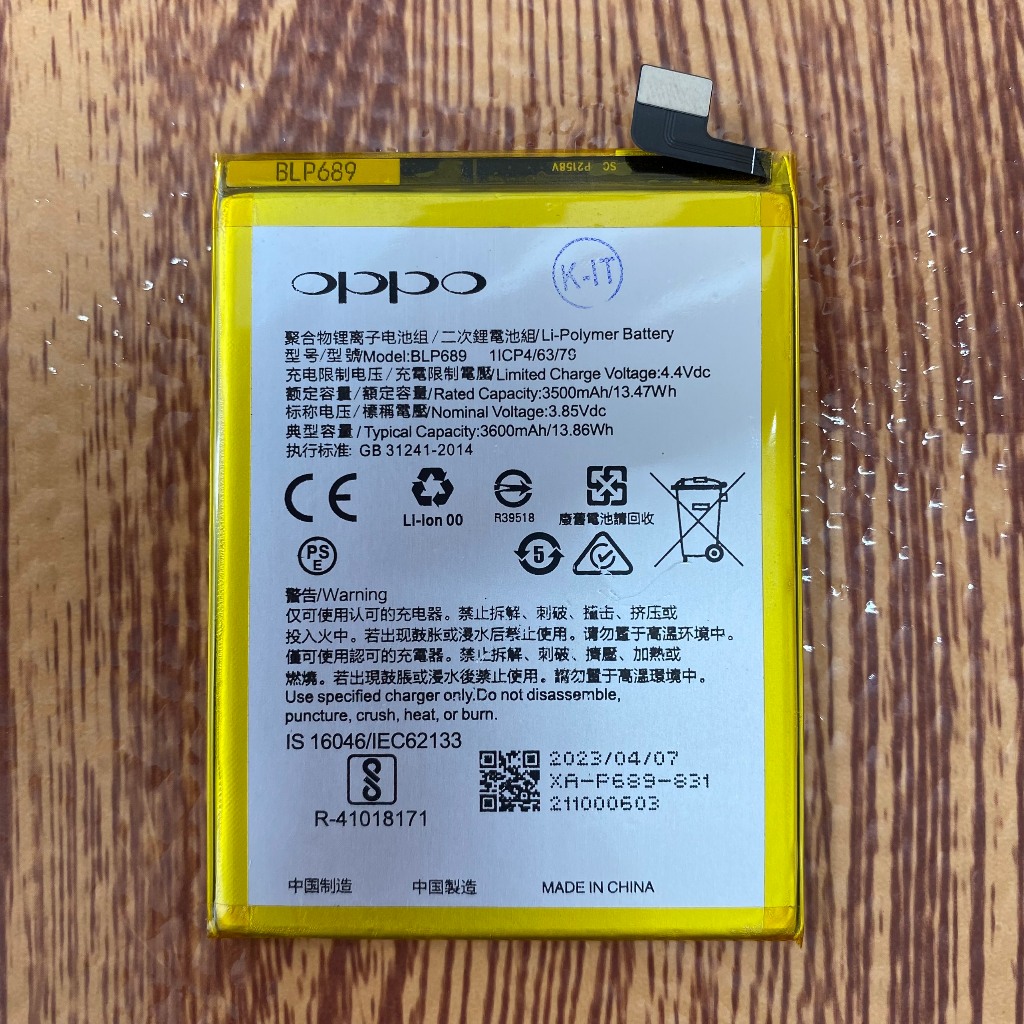 BLP689
SC P2158V
OPPO
K-IT
聚合物锂离子电池组/二次鋰電池組/Li-Polymer Battery
型号/型號/Model:BLP689 1ICP4/63/79
充电限制电压/充電限制電壓/Limited Charge Voltage:4.4Vdc
额定容量/額定容量/Rated Capacity:3500mAh/13.47Wh
标称电压/標稱電壓/Nominal Voltage:3.85Vdc
典型容量/Typical Capacity:3600mAh/13.86Wh
执行标准: GB 31241-2014
CE
Li-Ion 00
R39518
廢舊電池請回收
PS
E
5
警告/Warning
仅可使用认可的充电器。禁止拆解、刺破、撞击、挤压或
投入火中。若出现鼓胀或浸水后禁止使用。请勿置于高温环境中。
僅可使用認可的充電器。禁止拆解、刺破、擠壓、加熱或
燃燒。若出現鼓脹或浸水後禁止使用。請勿置于高溫環境中。
Use specified charger only.Do not disassemble,
puncture, crush, heat, or burn.
IS 16046/IEC62133
R-41018171
2023/04/07
XA-P689-831
211000603
中国制造 中国製造 MADE IN CHINA